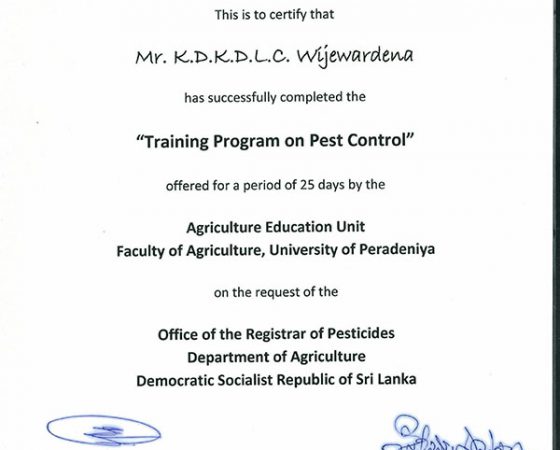 This is to certify that
Mr. K.D.K.D.L.C. Wijewardena
has successfully completed the
“Training Program on Pest Control”
offered for a period of 25 days by the
Agriculture Education Unit
Faculty of Agriculture, University of Peradeniya
on the request of the
Office of the Registrar of Pesticides
Department of Agriculture
Democratic Socialist Republic of Sri Lanka